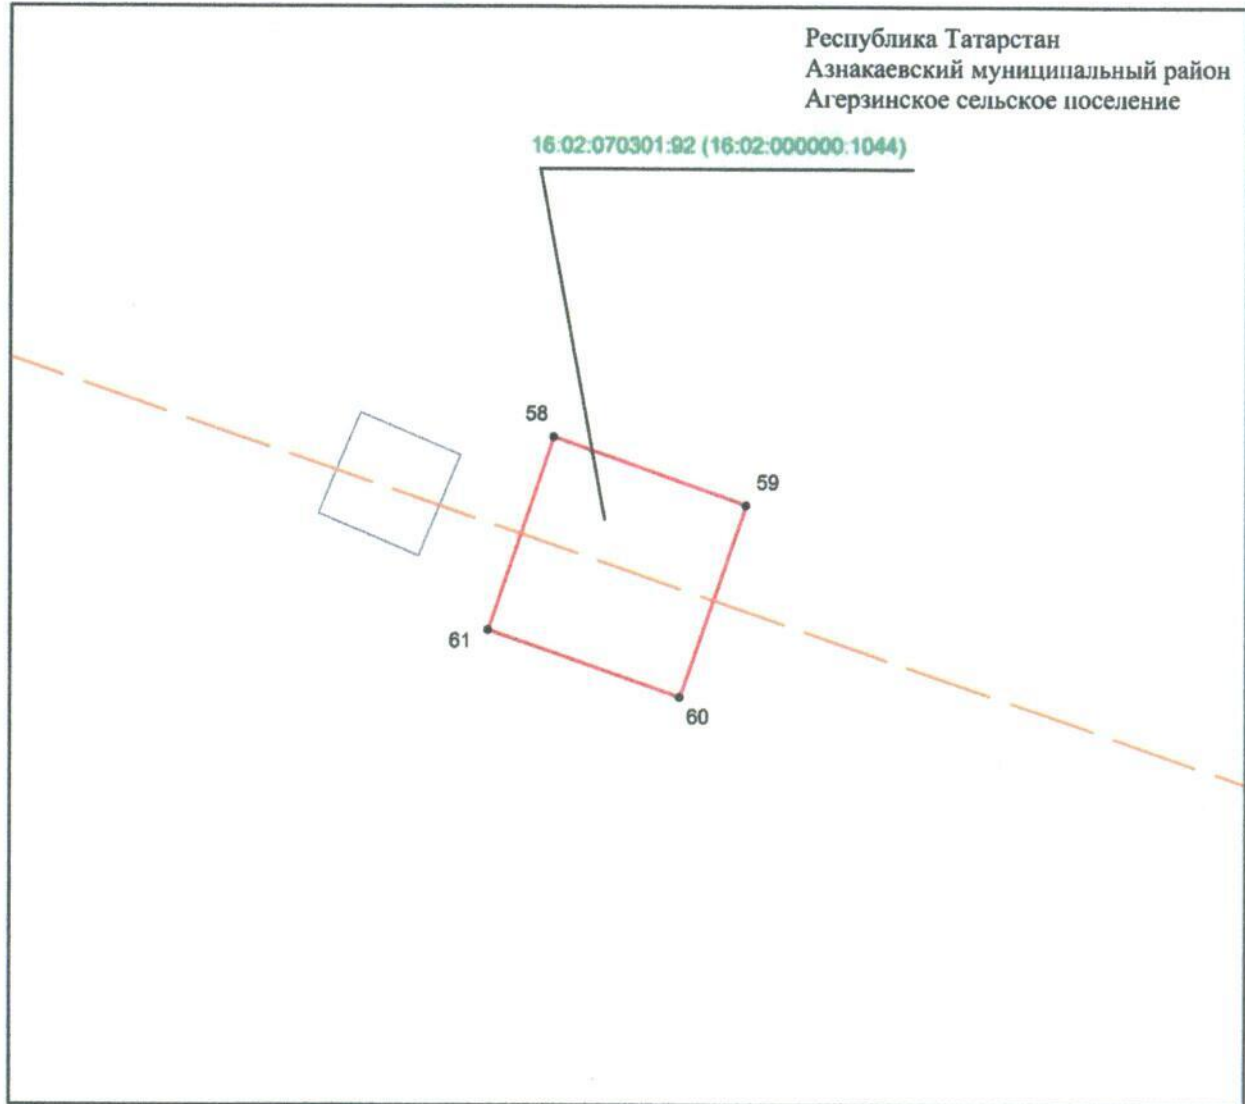 Республика Татарстан
Азнакаевский муниципальный район
Агерзинское сельское поселение
16:02:070301:92 (16:02:000000:1044)
58
59
61
60